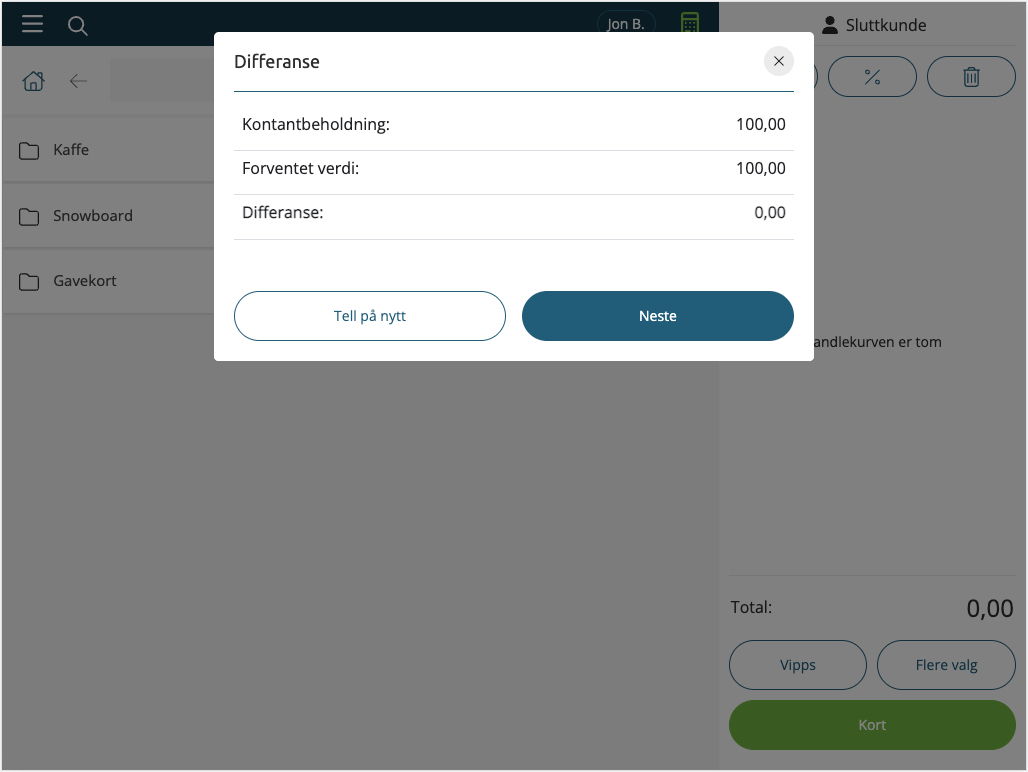 Jon B.
Sluttkunde
Differanse
Kontantbeholdning: 100,00
Forventet verdi: 100,00
Differanse: 0,00
Tell på nytt
Neste
Kaffe
Snowboard
Gavekort
andlekurven er tom
Total: 0,00
Vipps
Flere valg
Kort